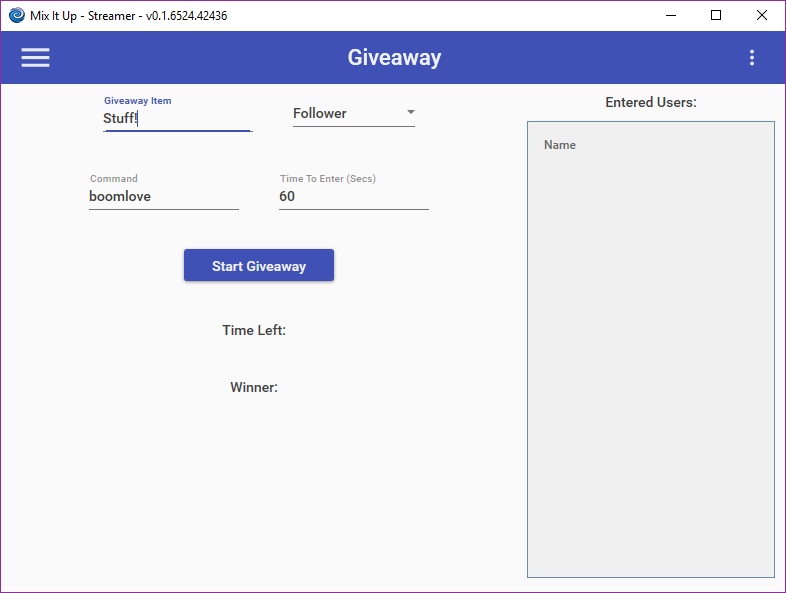 Mix It Up - Streamer - v0.1.6524.42436
Giveaway
Giveaway Item
Stuff!
Follower
Command
boomlove
Time To Enter (Secs)
60
Start Giveaway
Time Left:
Winner:
Entered Users:
Name